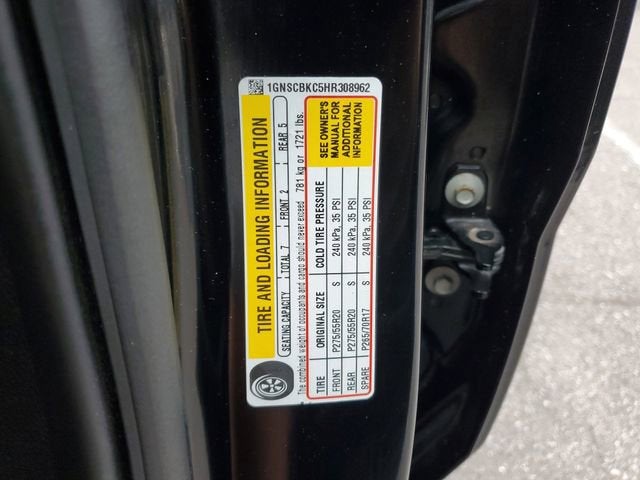 1GNSCBKC5HR308962
TIRE AND LOADING INFORMATION
SEATING CAPACITY TOTAL 7 FRONT 2 REAR 5
The combined weight of occupants and cargo should never exceed 781 kg or 1721 lbs.
TIRE ORIGINAL SIZE COLD TIRE PRESSURE
FRONT P275/55R20 S 240 kPa, 35 PSI
REAR P275/55R20 S 240 kPa, 35 PSI
SPARE P265/70R17 S 240 kPa, 35 PSI
SEE OWNER'S
MANUAL FOR
ADDITIONAL
INFORMATION